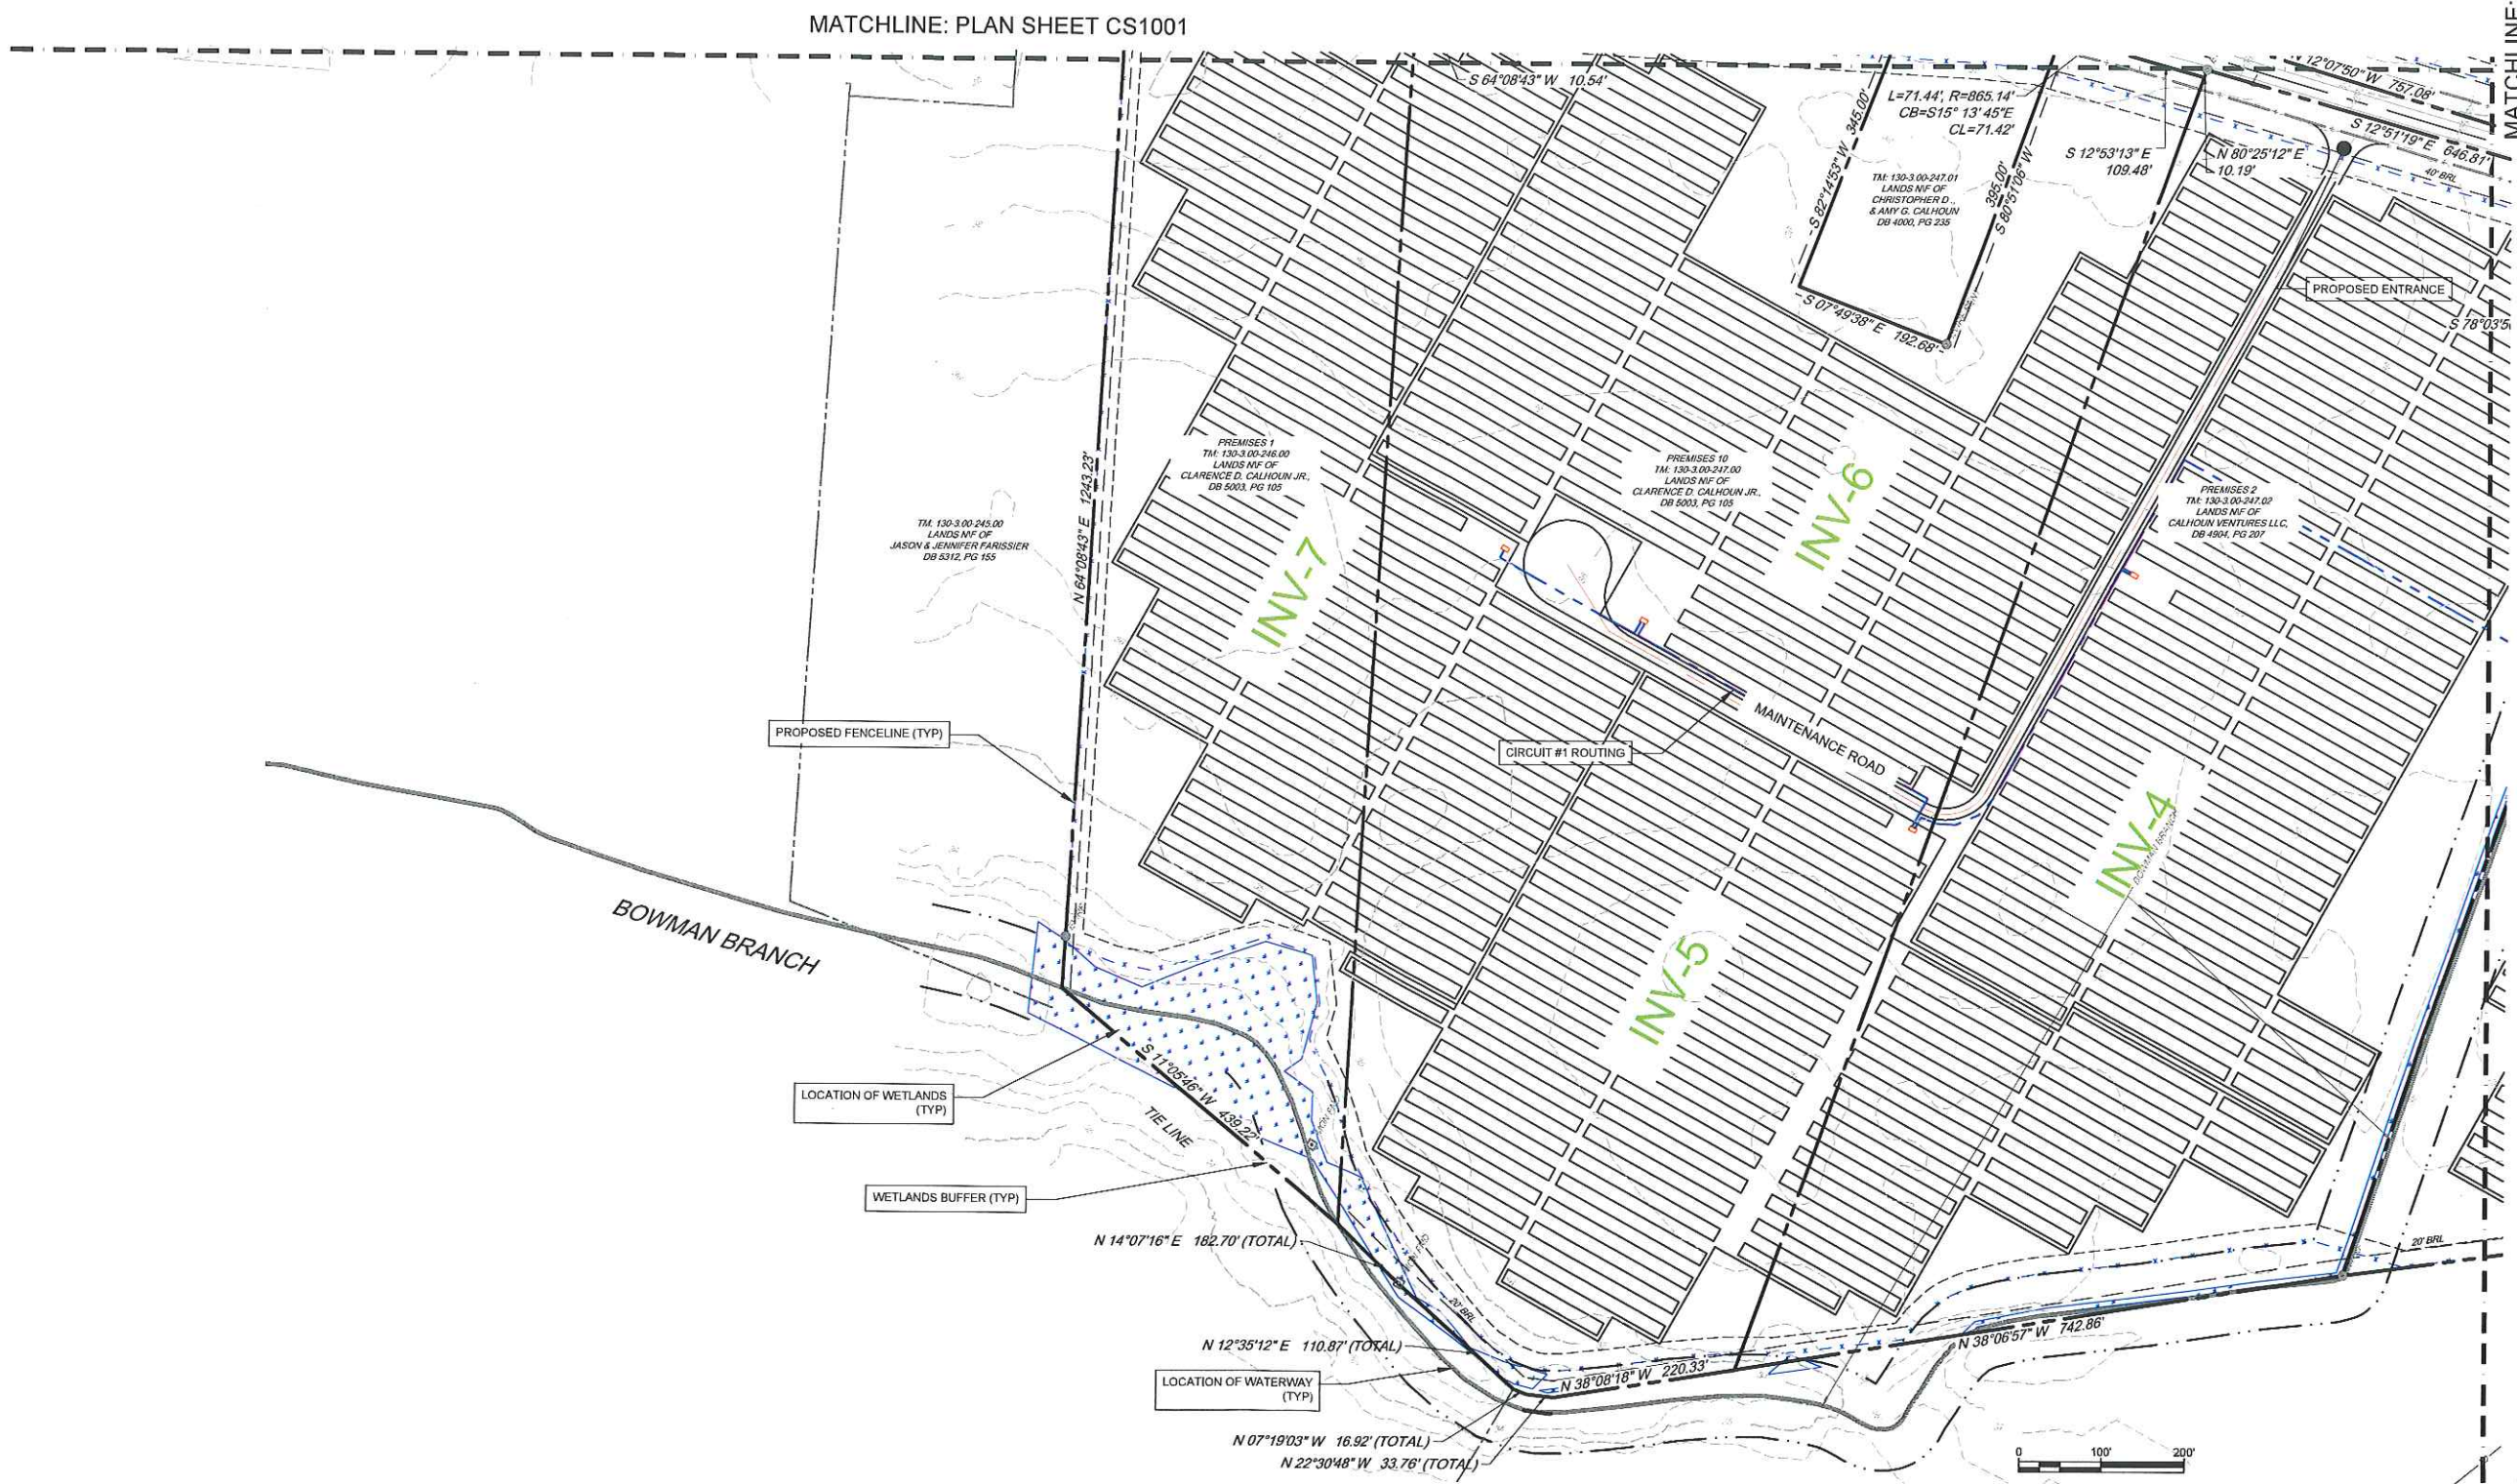 MATCHLINE: PLAN SHEET CS1001
MATCHLINE:
S 64°08'43" W 10.54'
S 82°14'53" W 345.00'
L=71.44', R=865.14'
CB=S15° 13' 45"E
CL=71.42'
12°07'50" W 757.08'
S 12°51'19" E 646.81'
40' BRL
S 12°53'13" E
109.48'
N 80°25'12" E
10.19'
395.00'
S 80°51'06" W
TM: 130-3.00-247.01
LANDS N\F OF
CHRISTOPHER D.,
& AMY G. CALHOUN
DB 4000, PG 235
S 07°49'38" E 192.68'
PROPOSED ENTRANCE
S 78°03'5
N 64°08'43" E 1243.23'
PREMISES 1
TM: 130-3.00-246.00
LANDS N\F OF
CLARENCE D. CALHOUN JR.,
DB 5003, PG 105
PREMISES 10
TM: 130-3.00-247.00
LANDS N\F OF
CLARENCE D. CALHOUN JR.,
DB 5003, PG 105
INV-6
PREMISES 2
TM: 130-3.00-247.02
LANDS N\F OF
CALHOUN VENTURES LLC,
DB 4904, PG 207
TM: 130-3.00-245.00
LANDS N\F OF
JASON & JENNIFER FARISSIER
DB 5312, PG 155
INV-7
PROPOSED FENCELINE (TYP)
CIRCUIT #1 ROUTING
MAINTENANCE ROAD
INV-4
BOWMAN BRANCH
BOWMAN BRANCH
INV-5
LOCATION OF WETLANDS
(TYP)
S 11°05'46" W 439.22'
TIE LINE
WETLANDS BUFFER (TYP)
N 14°07'16" E 182.70' (TOTAL)
20' BRL
20' BRL
N 12°35'12" E 110.87' (TOTAL)
N 38°06'57" W 742.86'
LOCATION OF WATERWAY
(TYP)
N 38°08'18" W 220.33'
N 07°19'03" W 16.92' (TOTAL)
N 22°30'48" W 33.76' (TOTAL)
0 100' 200'